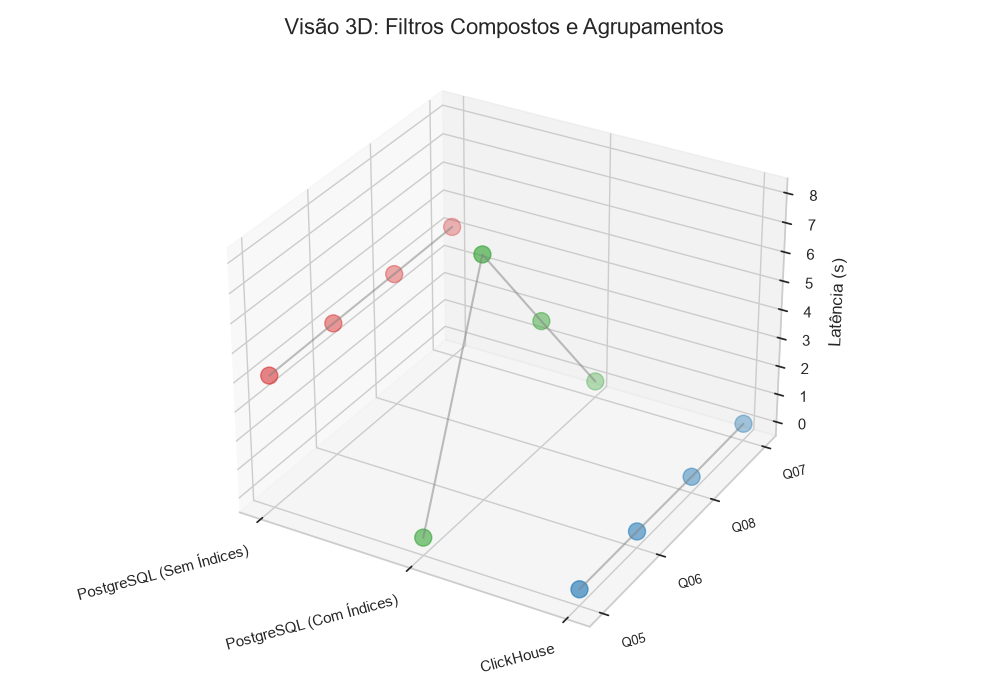 Visão 3D: Filtros Compostos e Agrupamentos
8
7
6
5
4
3
2
1
0
Latência (s)
Q07
Q08
Q06
Q05
PostgreSQL (Sem Índices)
PostgreSQL (Com Índices)
ClickHouse